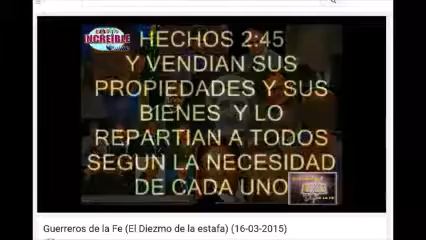 INCREÍBLE
HECHOS 2:45
Y VENDIAN SUS
PROPIEDADES Y SUS
BIENES Y LO
REPARTIAN A TODOS
SEGUN LA NECESIDAD
DE CADA UNO
Guerreros de la Fe (El Diezmo de la estafa) (16-03-2015)